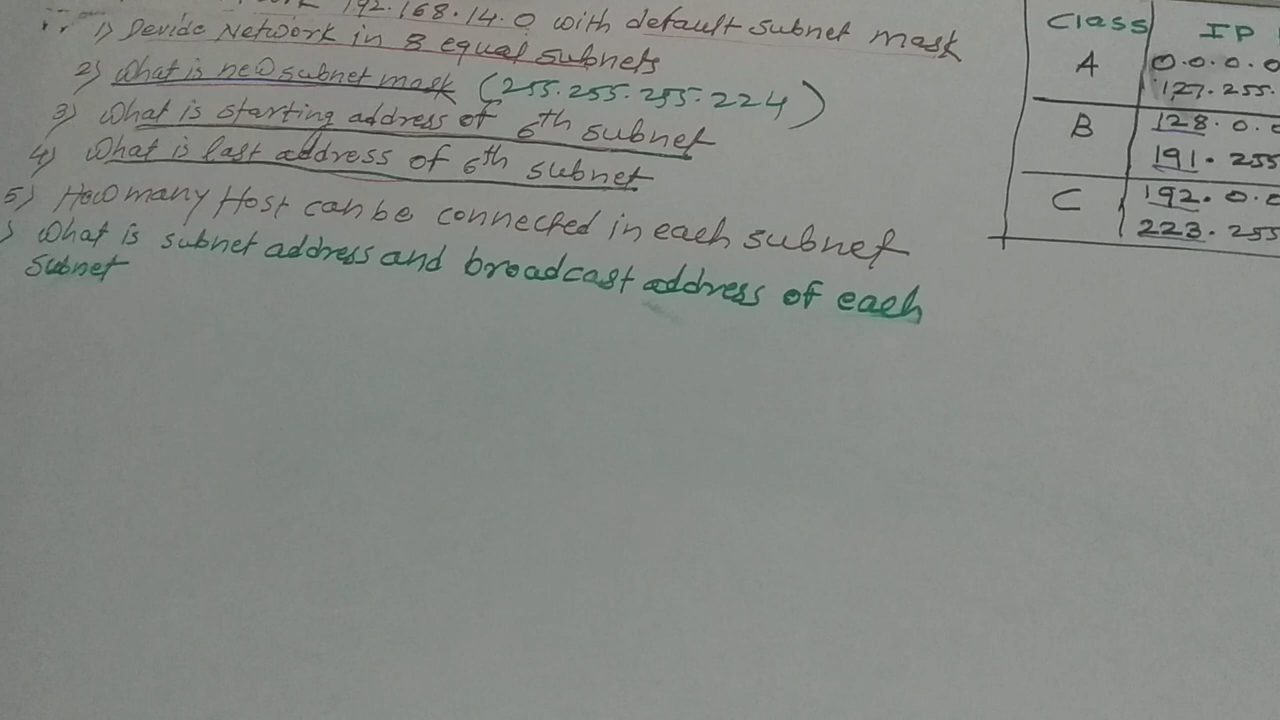 192.168.14.0 with default subnet mask
1) Devide Network in 8 equal subnets
2) What is new subnet mask (255.255.255.224)
3) What is starting address of 6th subnet
4) What is last address of 6th subnet
5) How many Host can be connected in each subnet
) What is subnet address and broadcast address of each
subnet
Class IP
A 0.0.0.0
127.255.
B 128.0.0
191.255
C 192.0.0
223.255